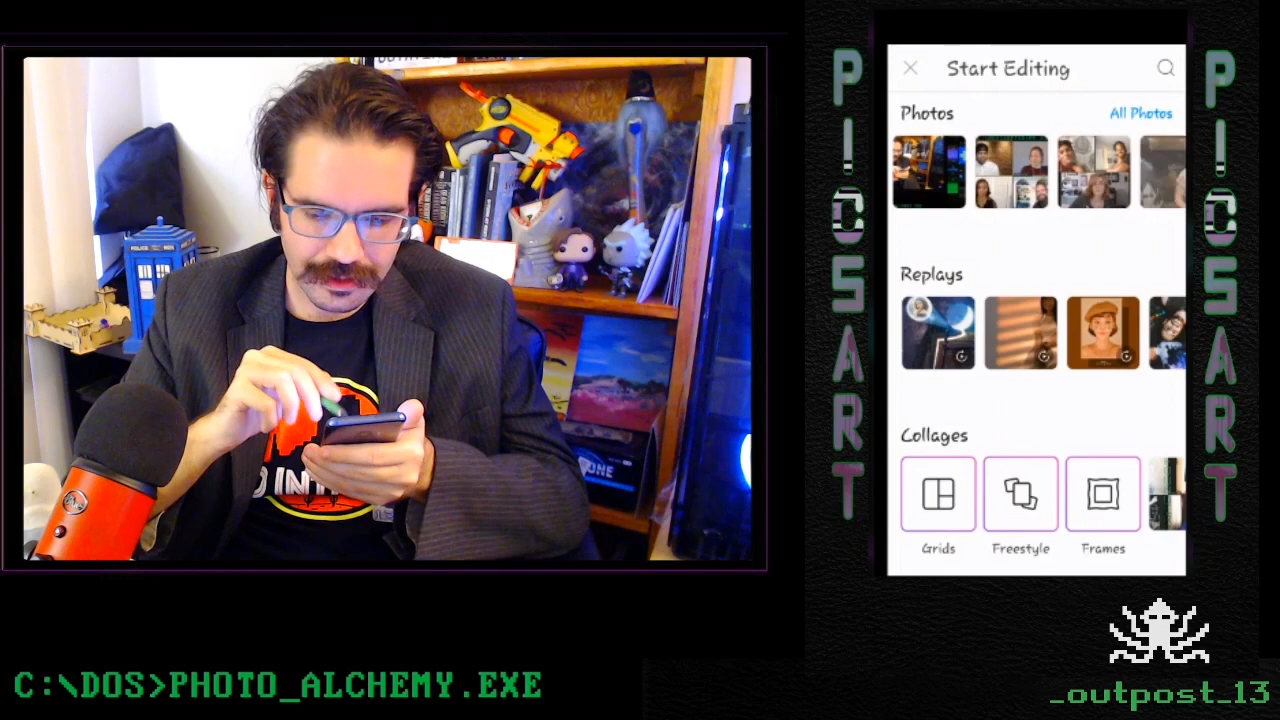 PICSART
Start Editing
Photos
All Photos
Replays
Collages
Grids
Freestyle
Frames
PICSART
C:\DOS>PHOTO_ALCHEMY.EXE
_outpost_13